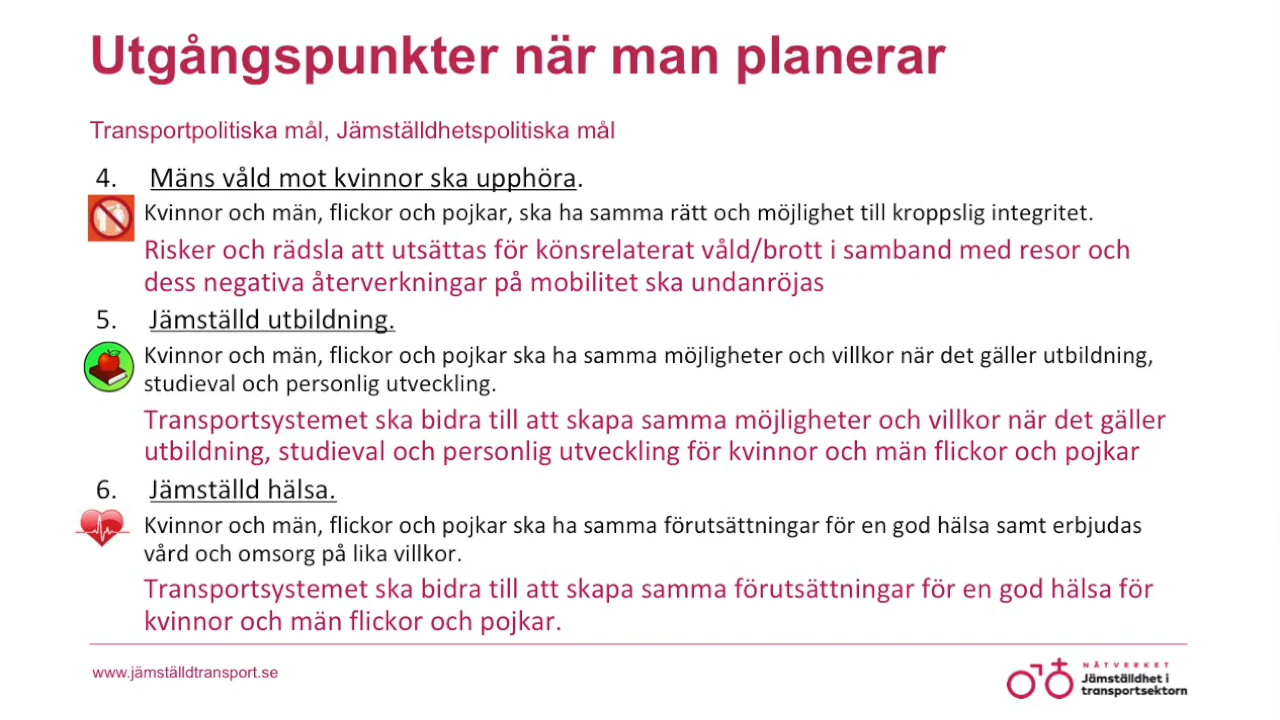 Utgångspunkter när man planerar
Transportpolitiska mål, Jämställdhetspolitiska mål
4. Mäns våld mot kvinnor ska upphöra.
Kvinnor och män, flickor och pojkar, ska ha samma rätt och möjlighet till kroppslig integritet.
Risker och rädsla att utsättas för könsrelaterat våld/brott i samband med resor och
dess negativa återverkningar på mobilitet ska undanröjas
5. Jämställd utbildning.
Kvinnor och män, flickor och pojkar ska ha samma möjligheter och villkor när det gäller utbildning,
studieval och personlig utveckling.
Transportsystemet ska bidra till att skapa samma möjligheter och villkor när det gäller
utbildning, studieval och personlig utveckling för kvinnor och män flickor och pojkar
6. Jämställd hälsa.
Kvinnor och män, flickor och pojkar ska ha samma förutsättningar för en god hälsa samt erbjudas
vård och omsorg på lika villkor.
Transportsystemet ska bidra till att skapa samma förutsättningar för en god hälsa för
kvinnor och män flickor och pojkar.
www.jämställdtransport.se
NÄTVERKET
Jämställdhet i
transportsektorn